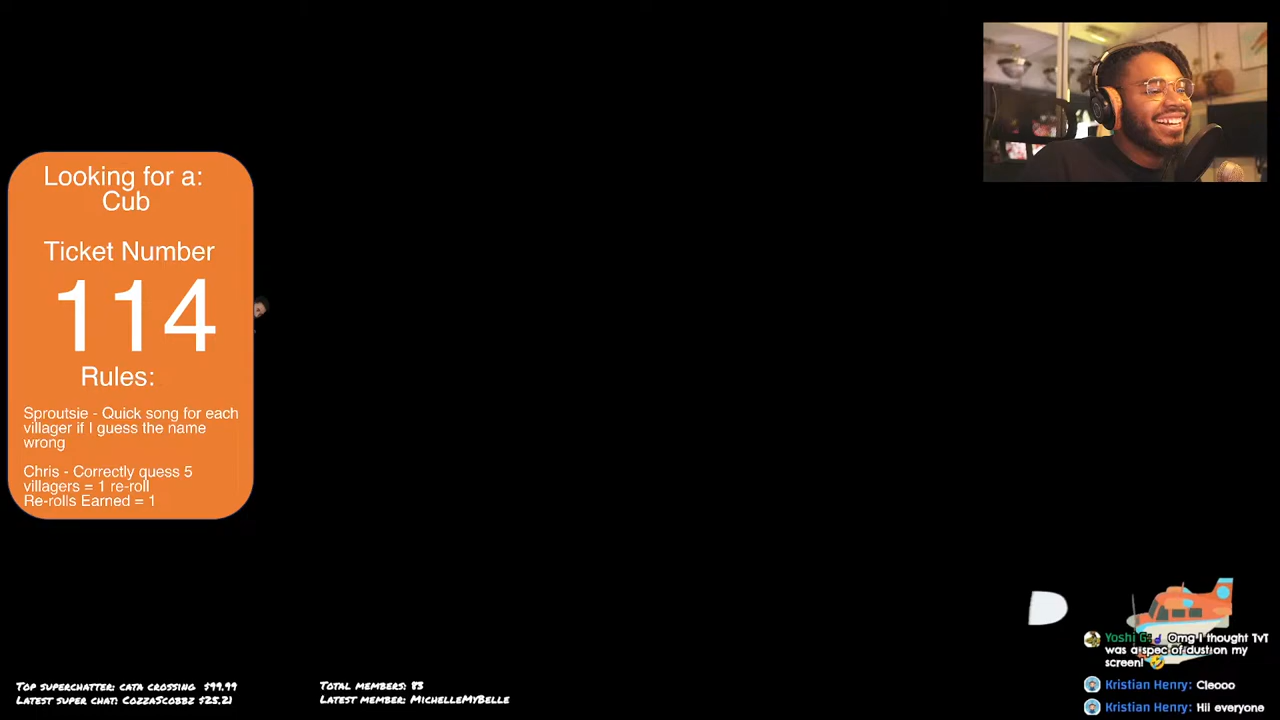 Looking for a:
Cub
Ticket Number
114
Rules:
Sproutsie - Quick song for each
villager if I guess the name
wrong
Chris - Correctly quess 5
villagers = 1 re-roll
Re-rolls Earned = 1
Yoshi G: Omg I thought TvT
was a spec of dust on my
screen!
Kristian Henry: Cleooo
Kristian Henry: Hii everyone
Top superchatter: cata crossing $99.99
Latest super chat: CozzaScobbz $25.21
Total members: 83
Latest member: MichelleMyBelle